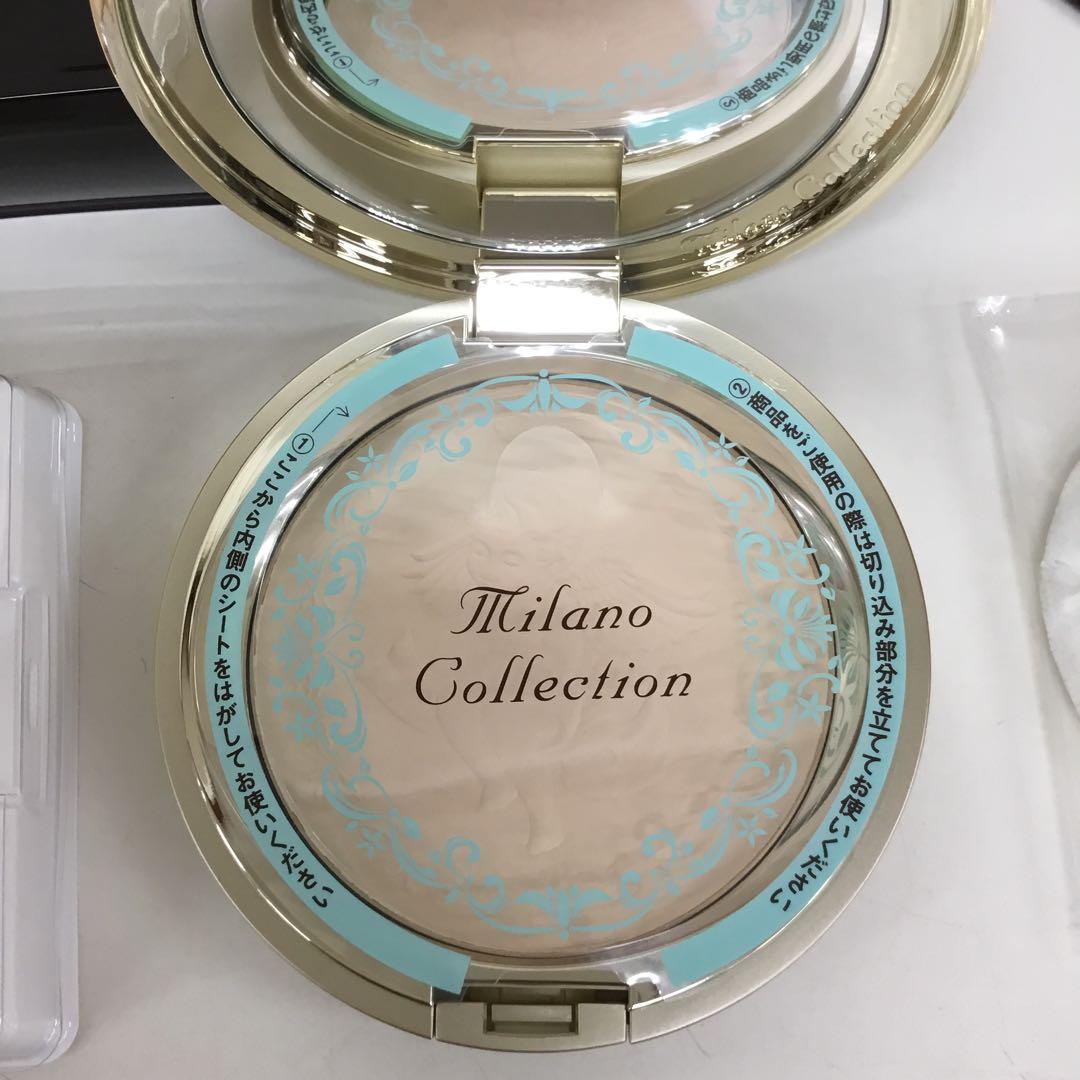 Milano Collection
Milano
Collection
①ここから内側のシートをはがしてお使いください
②商品をご使用の際は切り込み部分を立ててお使いください